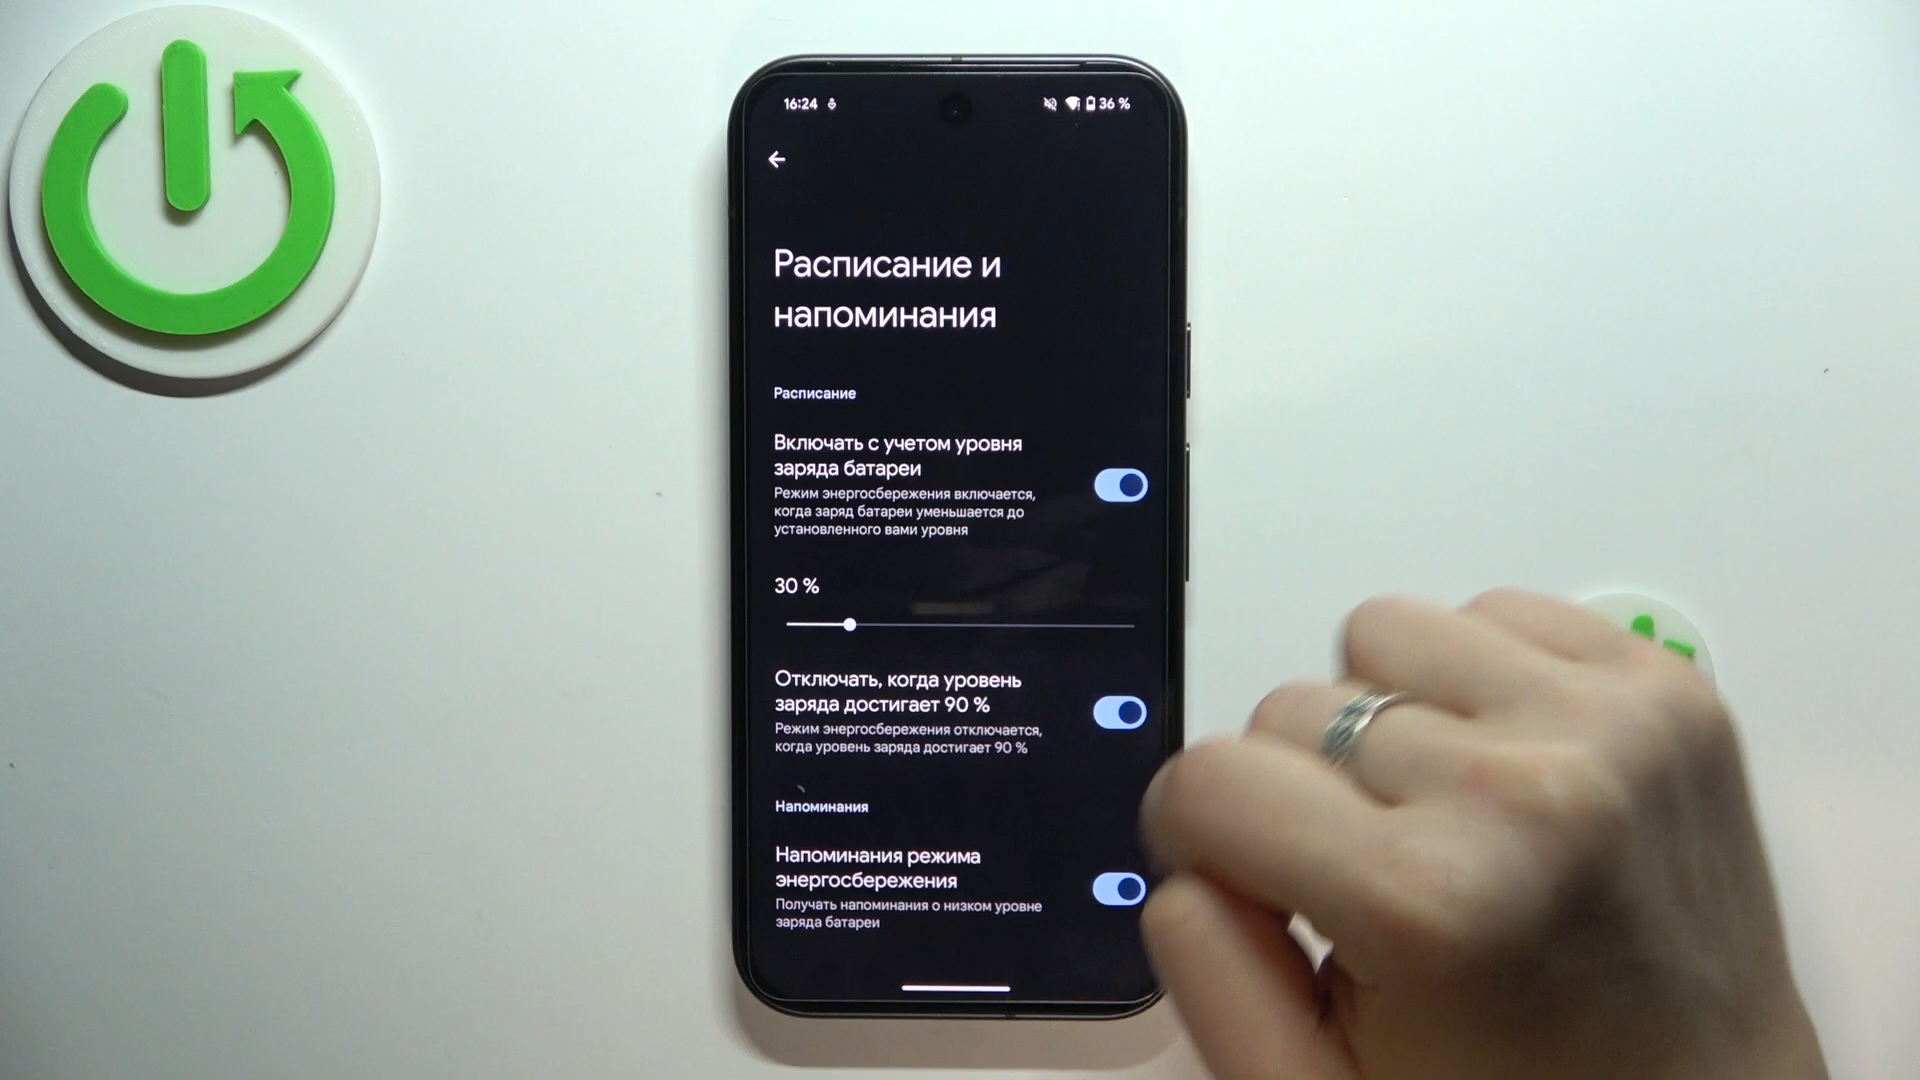 16:24
36 %
Расписание и
напоминания
Расписание
Включать с учетом уровня
заряда батареи
Режим энергосбережения включается,
когда заряд батареи уменьшается до
установленного вами уровня
30 %
Отключать, когда уровень
заряда достигает 90 %
Режим энергосбережения отключается,
когда уровень заряда достигает 90 %
Напоминания
Напоминания режима
энергосбережения
Получать напоминания о низком уровне
заряда батареи